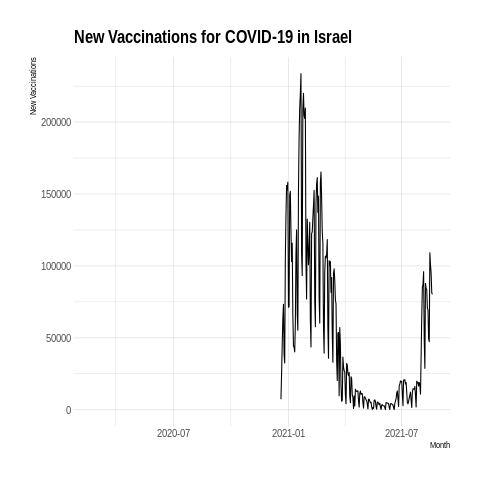 New Vaccinations for COVID-19 in Israel
New Vaccinations
200000
150000
100000
50000
0
2020-07
2021-01
2021-07
Month